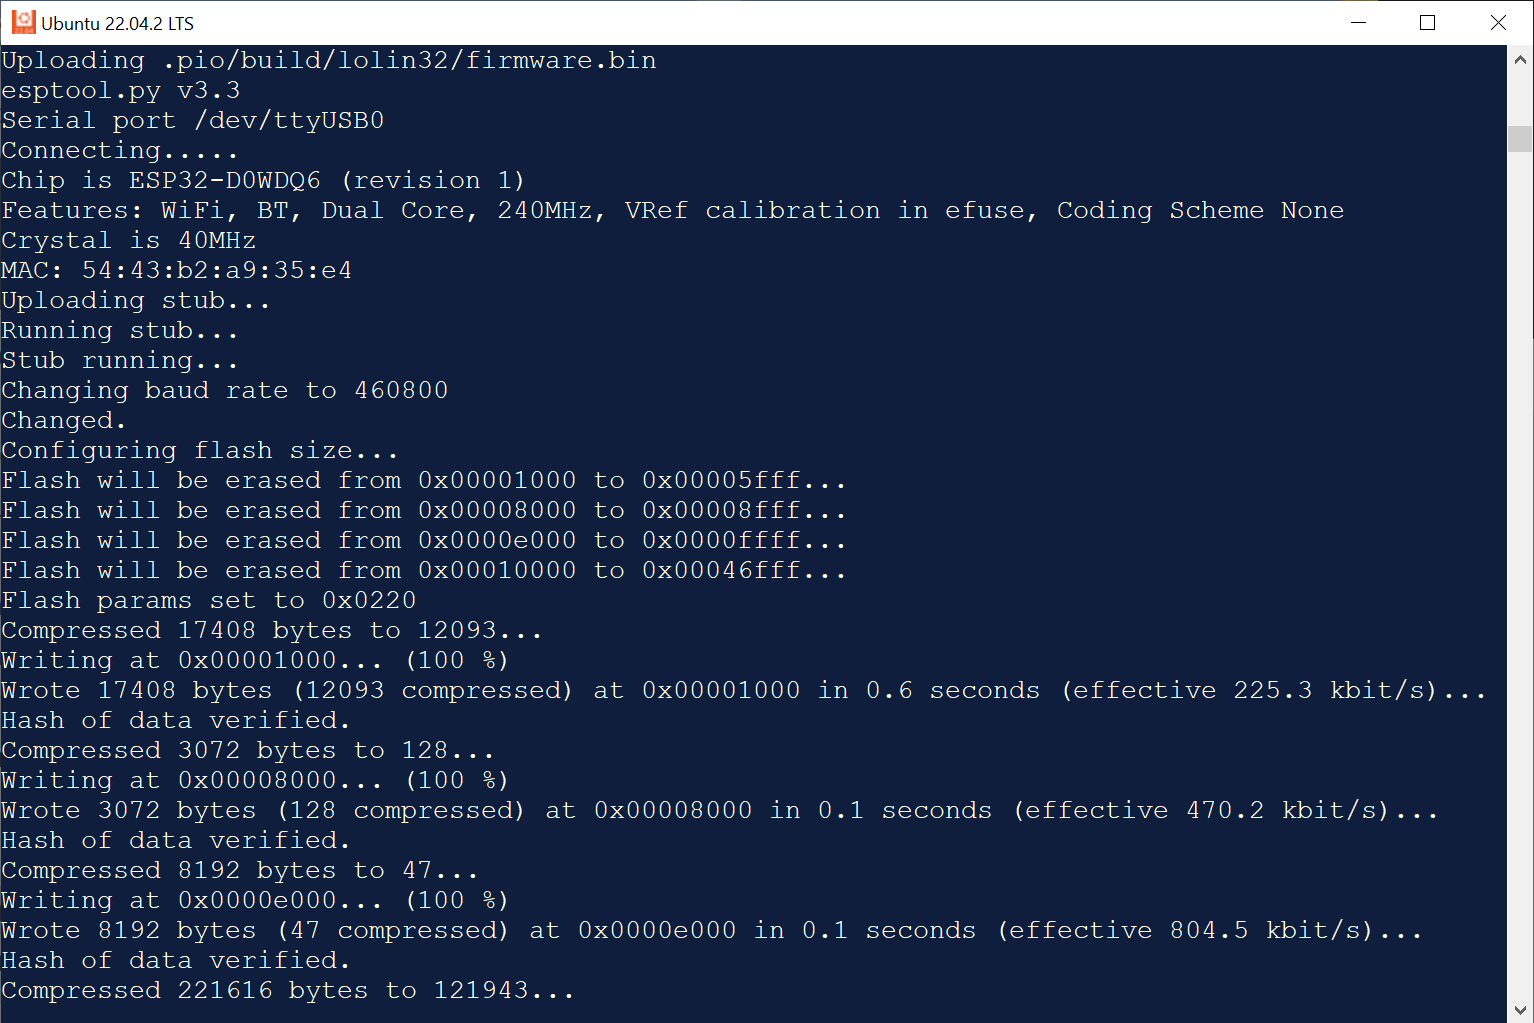 Ubuntu 22.04.2 LTS
Uploading .pio/build/lolin32/firmware.bin
esptool.py v3.3
Serial port /dev/ttyUSB0
Connecting.....
Chip is ESP32-D0WDQ6 (revision 1)
Features: WiFi, BT, Dual Core, 240MHz, VRef calibration in efuse, Coding Scheme None
Crystal is 40MHz
MAC: 54:43:b2:a9:35:e4
Uploading stub...
Running stub...
Stub running...
Changing baud rate to 460800
Changed.
Configuring flash size...
Flash will be erased from 0x00001000 to 0x00005fff...
Flash will be erased from 0x00008000 to 0x00008fff...
Flash will be erased from 0x0000e000 to 0x0000ffff...
Flash will be erased from 0x00010000 to 0x00046fff...
Flash params set to 0x0220
Compressed 17408 bytes to 12093...
Writing at 0x00001000... (100 %)
Wrote 17408 bytes (12093 compressed) at 0x00001000 in 0.6 seconds (effective 225.3 kbit/s)...
Hash of data verified.
Compressed 3072 bytes to 128...
Writing at 0x00008000... (100 %)
Wrote 3072 bytes (128 compressed) at 0x00008000 in 0.1 seconds (effective 470.2 kbit/s)...
Hash of data verified.
Compressed 8192 bytes to 47...
Writing at 0x0000e000... (100 %)
Wrote 8192 bytes (47 compressed) at 0x0000e000 in 0.1 seconds (effective 804.5 kbit/s)...
Hash of data verified.
Compressed 221616 bytes to 121943...